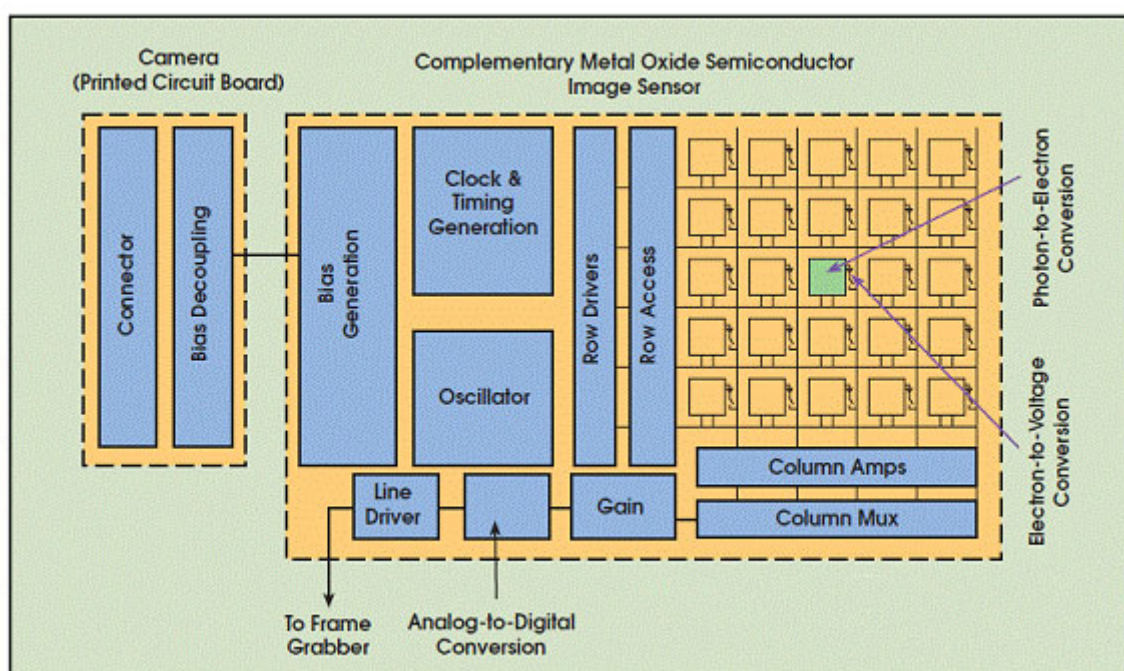 Camera
(Printed Circuit Board)
Complementary Metal Oxide Semiconductor
Image Sensor
Connector
Bias Decoupling
Bias
Generation
Clock &
Timing
Generation
Oscillator
Row Drivers
Row Access
Photon-to-Electron
Conversion
Electron-to-Voltage
Conversion
Column Amps
Column Mux
Gain
Line
Driver
To Frame
Grabber
Analog-to-Digital
Conversion